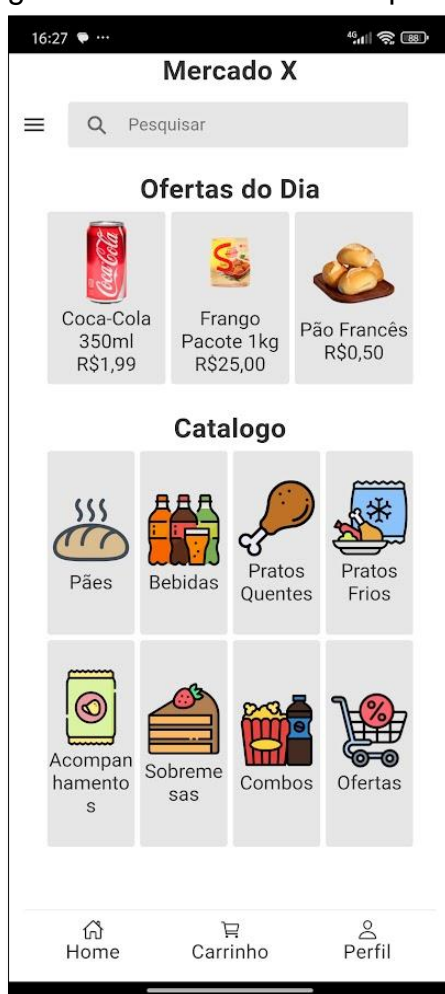 16:27
4G
88
Mercado X
Pesquisar
Ofertas do Dia
Coca-Cola
Coca-Cola
350ml
R$1,99
S
Frango
Pacote 1kg
R$25,00
Pão Francês
R$0,50
Catalogo
Pães
Bebidas
Pratos
Quentes
Pratos
Frios
Acompan
hamento
s
Sobreme
sas
Combos
%
Ofertas
Home
Carrinho
Perfil